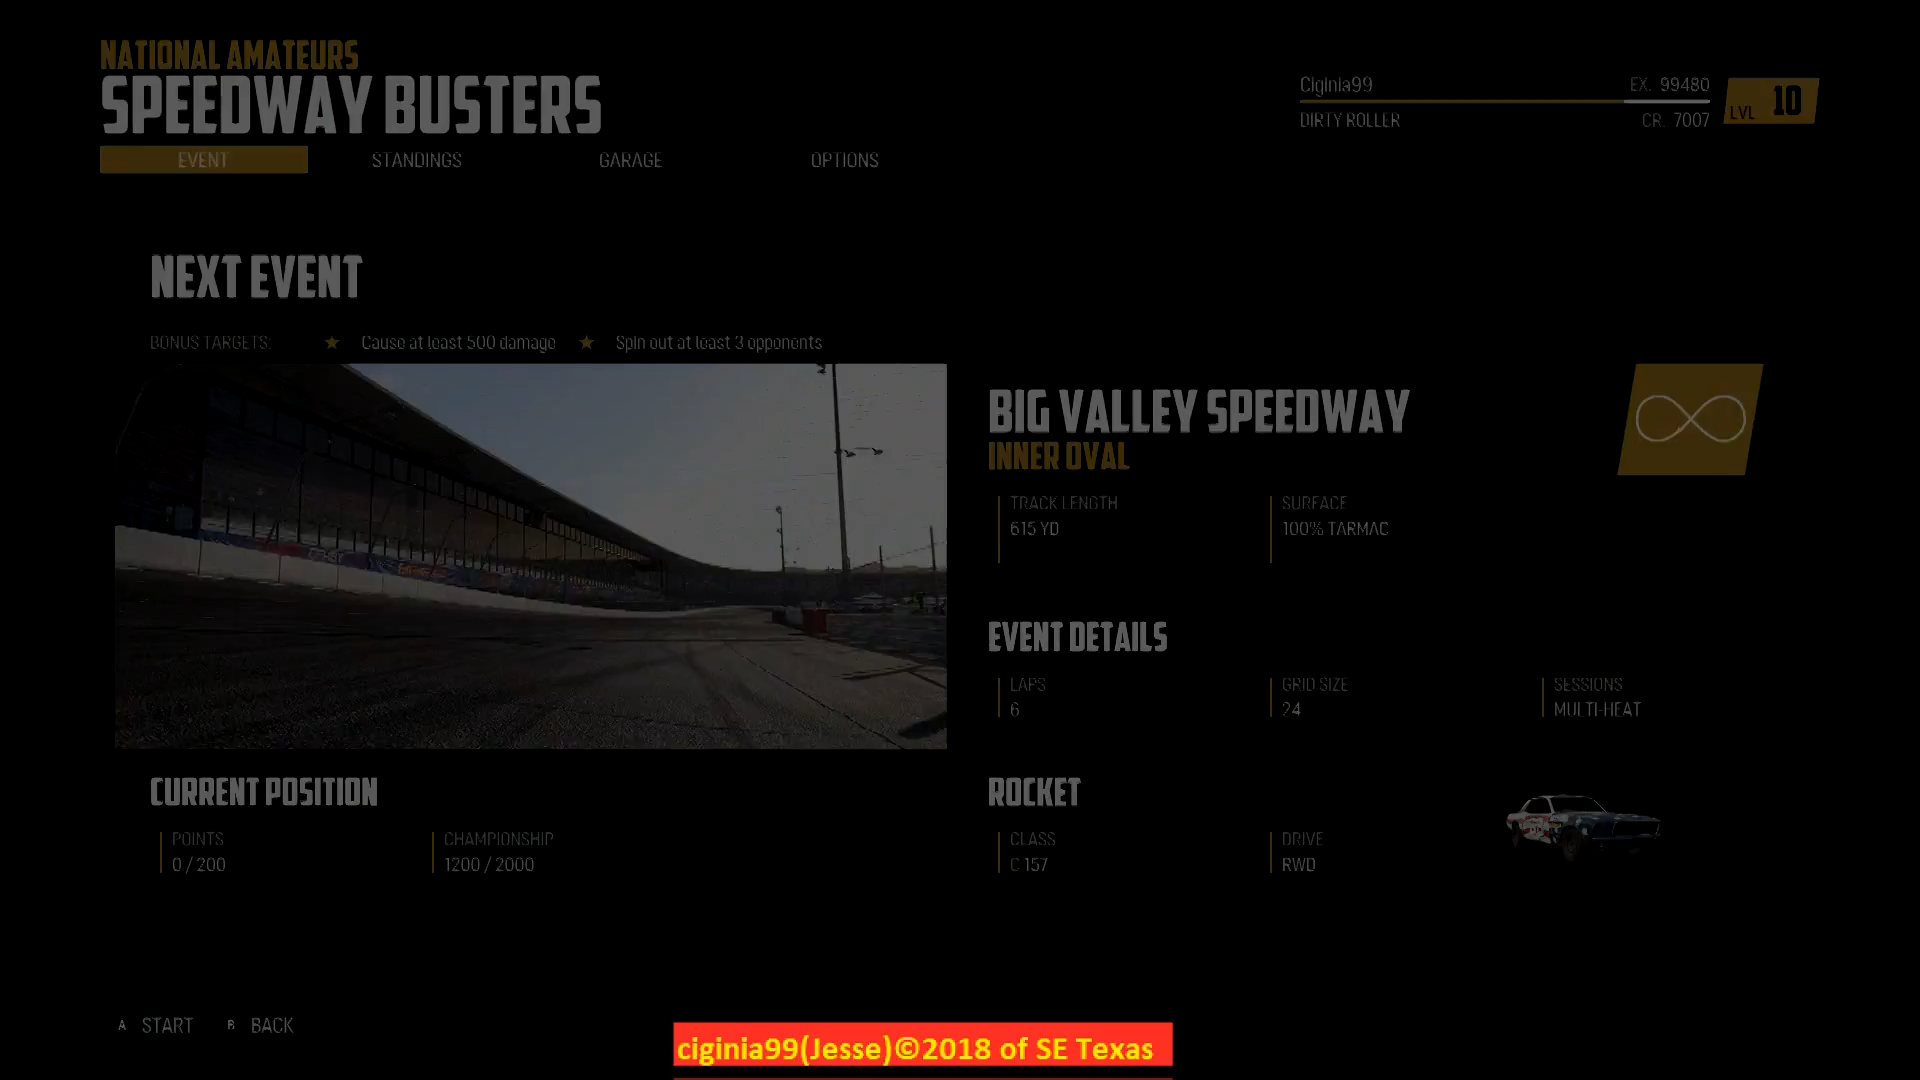 NATIONAL AMATEURS
SPEEDWAY BUSTERS
Ciginia99 EX. 99480
DIRTY ROLLER CR. 7007
LVL 10
EVENT STANDINGS GARAGE OPTIONS
NEXT EVENT
BONUS TARGETS: ★ Cause at least 500 damage ★ Spin out at least 3 opponents
BIG VALLEY SPEEDWAY
INNER OVAL
TRACK LENGTH SURFACE
615 YD 100% TARMAC
EVENT DETAILS
LAPS GRID SIZE SESSIONS
6 24 MULTI-HEAT
CURRENT POSITION
POINTS CHAMPIONSHIP
0 / 200 1200 / 2000
ROCKET
CLASS DRIVE
C 157 RWD
A START B BACK
ciginia99(Jesse)©2018 of SE Texas